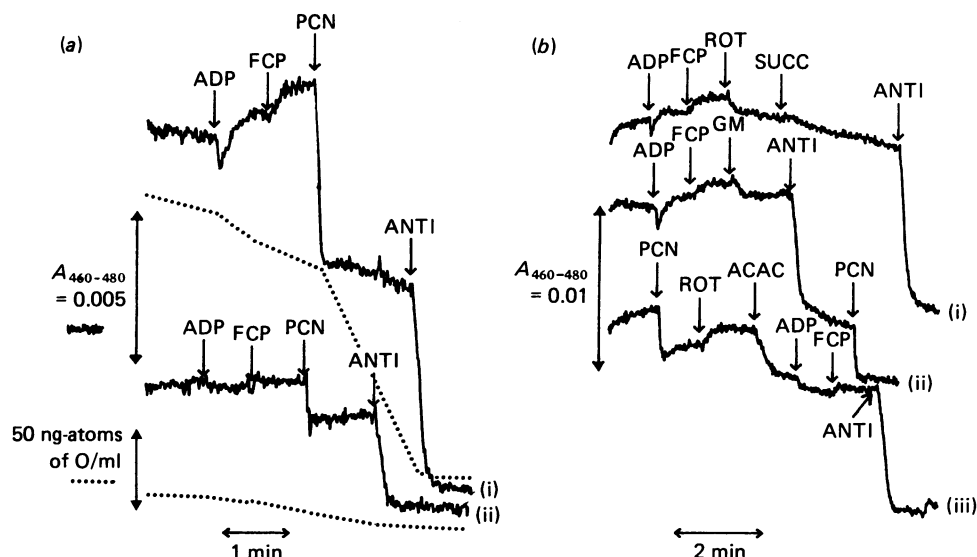 (a)
PCN
FCP
ADP
ANTI
A460–480
= 0.005
ADP
FCP
PCN
ANTI
50 ng-atoms
of O/ml
(i)
(ii)
1 min
(b)
ROT
ADP
FCP
SUCC
ANTI
GM
ADP
FCP
ANTI
A460–480
= 0.01
PCN
ROT
ACAC
PCN
ADP
FCP
(i)
(ii)
ANTI
(iii)
2 min